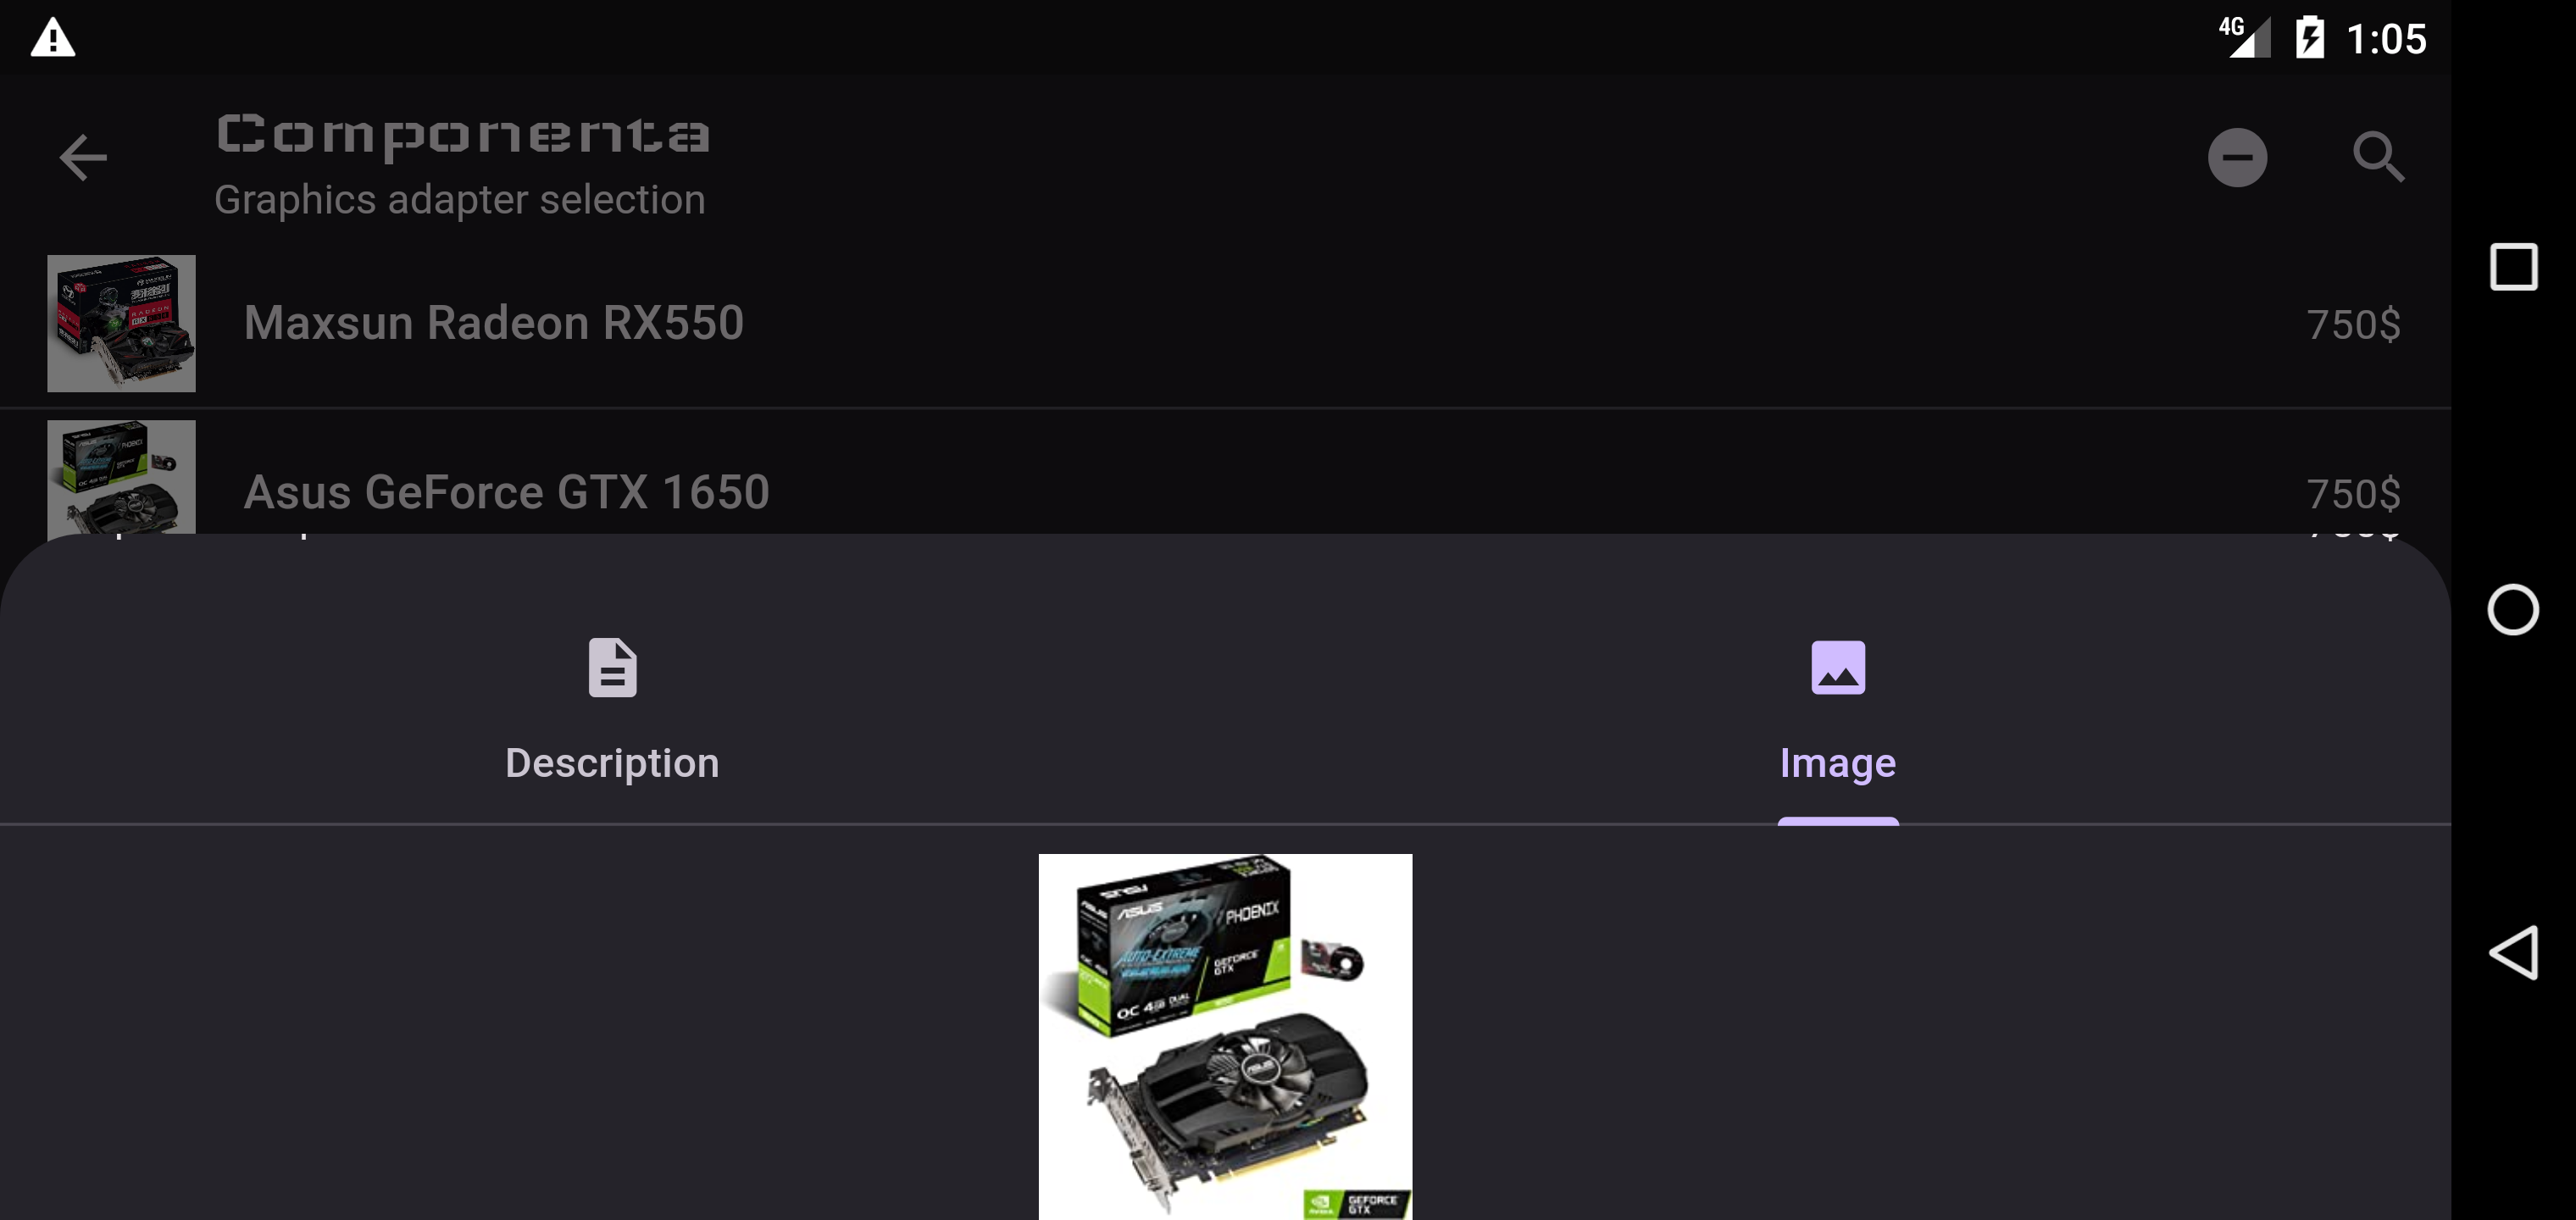 4G 1:05
Componenta
Graphics adapter selection
Maxsun Radeon RX550 750$
Asus GeForce GTX 1650 750$
Description Image
ASUS PHOENIX
AUTO-EXTREME
GEFORCE
GTX
OC 4GB DUAL
ASUS
GEFORCE
GTX